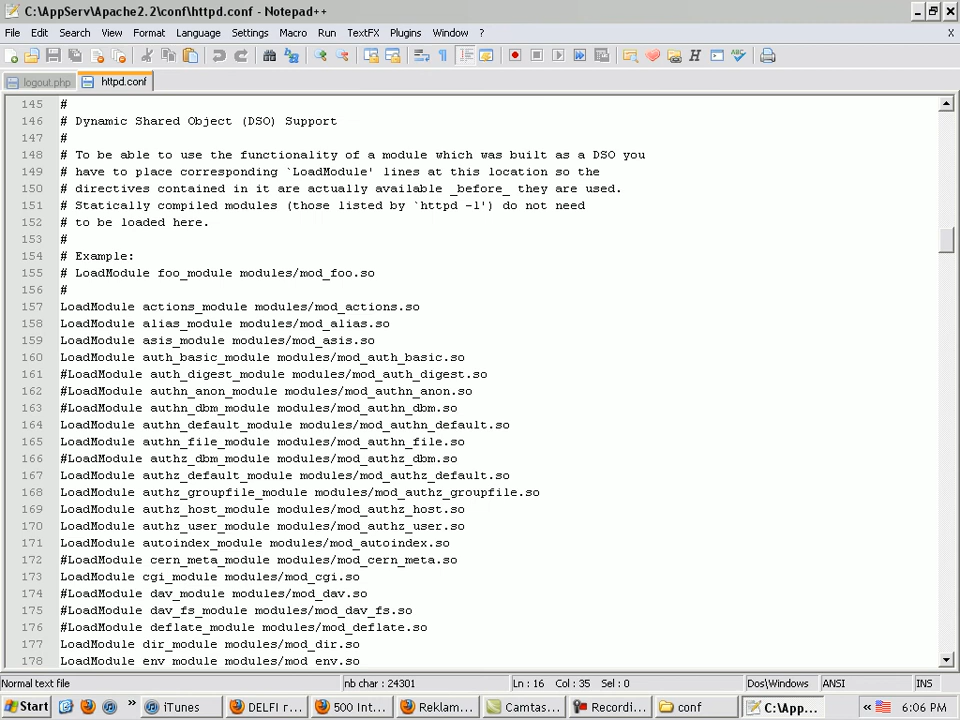 C:\AppServ\Apache2.2\conf\httpd.conf - Notepad++
File Edit Search View Format Language Settings Macro Run TextFX Plugins Window ? X
logout.php httpd.conf
145 #
146 # Dynamic Shared Object (DSO) Support
147 #
148 # To be able to use the functionality of a module which was built as a DSO you
149 # have to place corresponding `LoadModule' lines at this location so the
150 # directives contained in it are actually available _before_ they are used.
151 # Statically compiled modules (those listed by `httpd -l') do not need
152 # to be loaded here.
153 #
154 # Example:
155 # LoadModule foo_module modules/mod_foo.so
156 #
157 LoadModule actions_module modules/mod_actions.so
158 LoadModule alias_module modules/mod_alias.so
159 LoadModule asis_module modules/mod_asis.so
160 LoadModule auth_basic_module modules/mod_auth_basic.so
161 #LoadModule auth_digest_module modules/mod_auth_digest.so
162 #LoadModule authn_anon_module modules/mod_authn_anon.so
163 #LoadModule authn_dbm_module modules/mod_authn_dbm.so
164 LoadModule authn_default_module modules/mod_authn_default.so
165 LoadModule authn_file_module modules/mod_authn_file.so
166 #LoadModule authz_dbm_module modules/mod_authz_dbm.so
167 LoadModule authz_default_module modules/mod_authz_default.so
168 LoadModule authz_groupfile_module modules/mod_authz_groupfile.so
169 LoadModule authz_host_module modules/mod_authz_host.so
170 LoadModule authz_user_module modules/mod_authz_user.so
171 LoadModule autoindex_module modules/mod_autoindex.so
172 #LoadModule cern_meta_module modules/mod_cern_meta.so
173 LoadModule cgi_module modules/mod_cgi.so
174 #LoadModule dav_module modules/mod_dav.so
175 #LoadModule dav_fs_module modules/mod_dav_fs.so
176 #LoadModule deflate_module modules/mod_deflate.so
177 LoadModule dir_module modules/mod_dir.so
178 LoadModule env_module modules/mod_env.so
Normal text file nb char : 24301 Ln : 16 Col : 35 Sel : 0 Dos\Windows ANSI INS
Start » iTunes DELFI r... 500 Int... Reklam... Camtas... Recordi... conf C:\App... « 6:06 PM